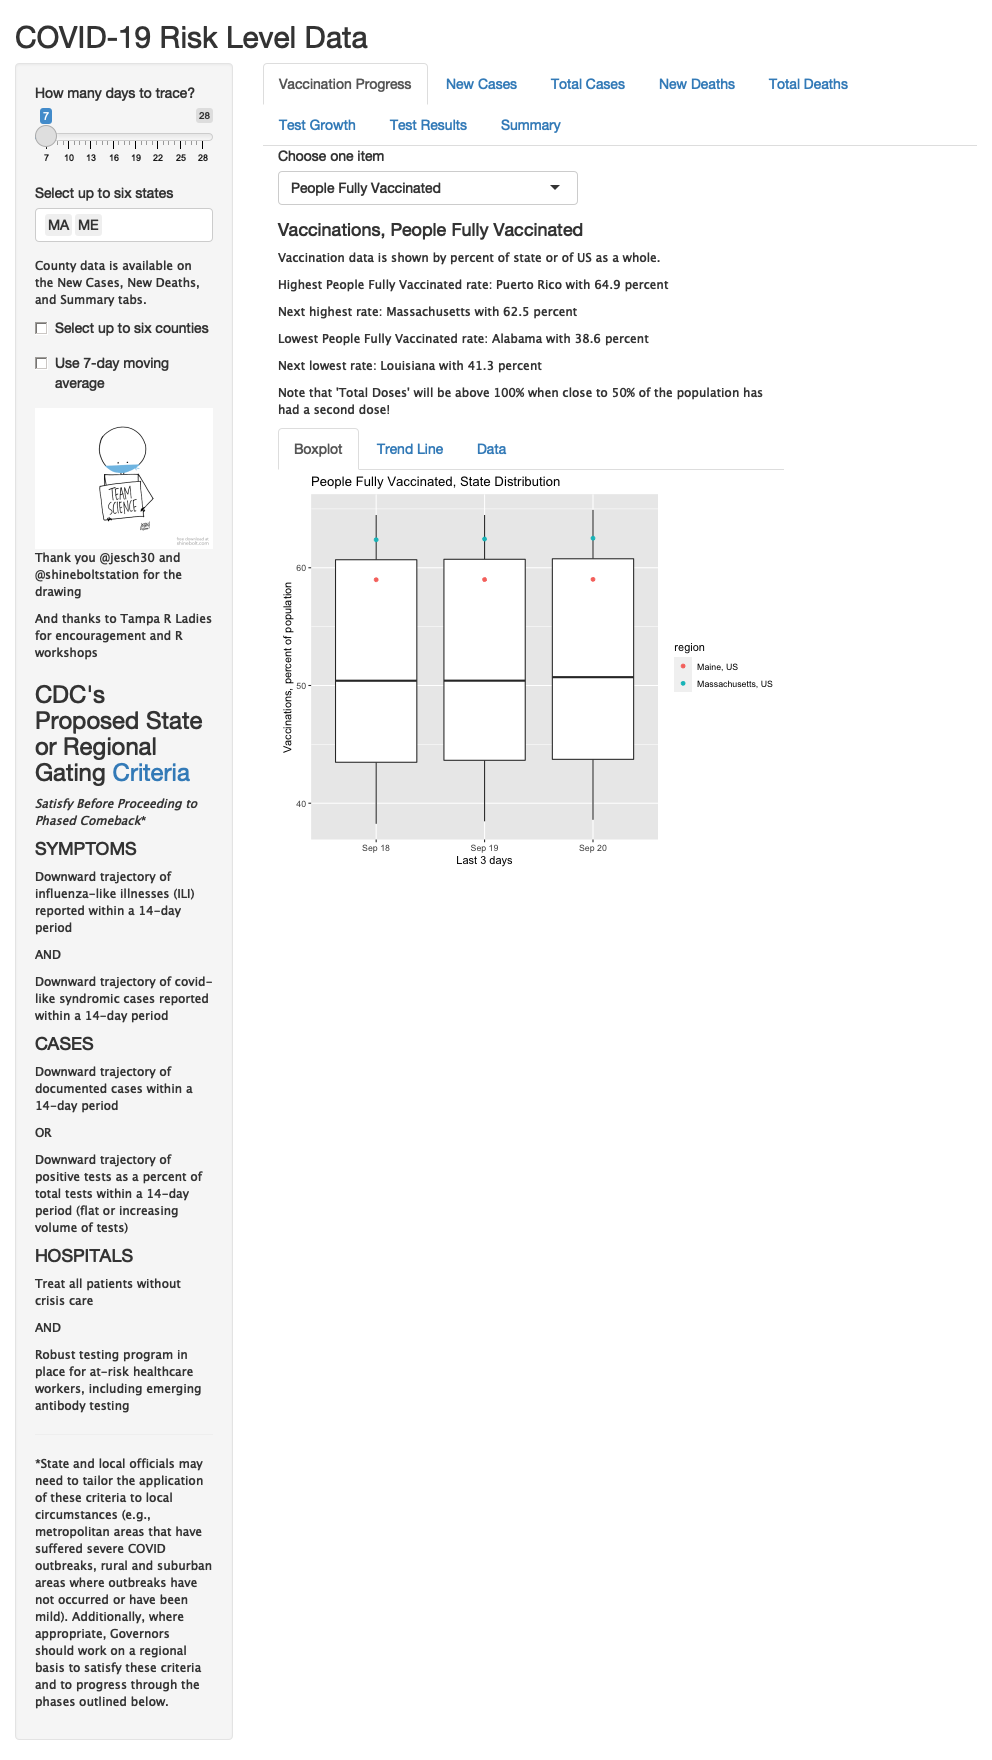 COVID-19 Risk Level Data
How many days to trace?
7
28
7 10 13 16 19 22 25 28
Select up to six states
MA ME
County data is available on
the New Cases, New Deaths,
and Summary tabs.
Select up to six counties
Use 7-day moving
average
TEAM
SCIENCE
Thank you @jesch30 and
@shineboltstation for the
drawing
And thanks to Tampa R Ladies
for encouragement and R
workshops
CDC's
Proposed State
or Regional
Gating Criteria
Satisfy Before Proceeding to
Phased Comeback*
SYMPTOMS
Downward trajectory of
influenza-like illnesses (ILI)
reported within a 14-day
period
AND
Downward trajectory of covid-
like syndromic cases reported
within a 14-day period
CASES
Downward trajectory of
documented cases within a
14-day period
OR
Downward trajectory of
positive tests as a percent of
total tests within a 14-day
period (flat or increasing
volume of tests)
HOSPITALS
Treat all patients without
crisis care
AND
Robust testing program in
place for at-risk healthcare
workers, including emerging
antibody testing
*State and local officials may
need to tailor the application
of these criteria to local
circumstances (e.g.,
metropolitan areas that have
suffered severe COVID
outbreaks, rural and suburban
areas where outbreaks have
not occurred or have been
mild). Additionally, where
appropriate, Governors
should work on a regional
basis to satisfy these criteria
and to progress through the
phases outlined below.
Vaccination Progress New Cases Total Cases New Deaths Total Deaths
Test Growth Test Results Summary
Choose one item
People Fully Vaccinated
Vaccinations, People Fully Vaccinated
Vaccination data is shown by percent of state or of US as a whole.
Highest People Fully Vaccinated rate: Puerto Rico with 64.9 percent
Next highest rate: Massachusetts with 62.5 percent
Lowest People Fully Vaccinated rate: Alabama with 38.6 percent
Next lowest rate: Louisiana with 41.3 percent
Note that 'Total Doses' will be above 100% when close to 50% of the population has
had a second dose!
Boxplot Trend Line Data
People Fully Vaccinated, State Distribution
Vaccinations, percent of population
60
50
40
Sep 18 Sep 19 Sep 20
Last 3 days
region
Maine, US
Massachusetts, US